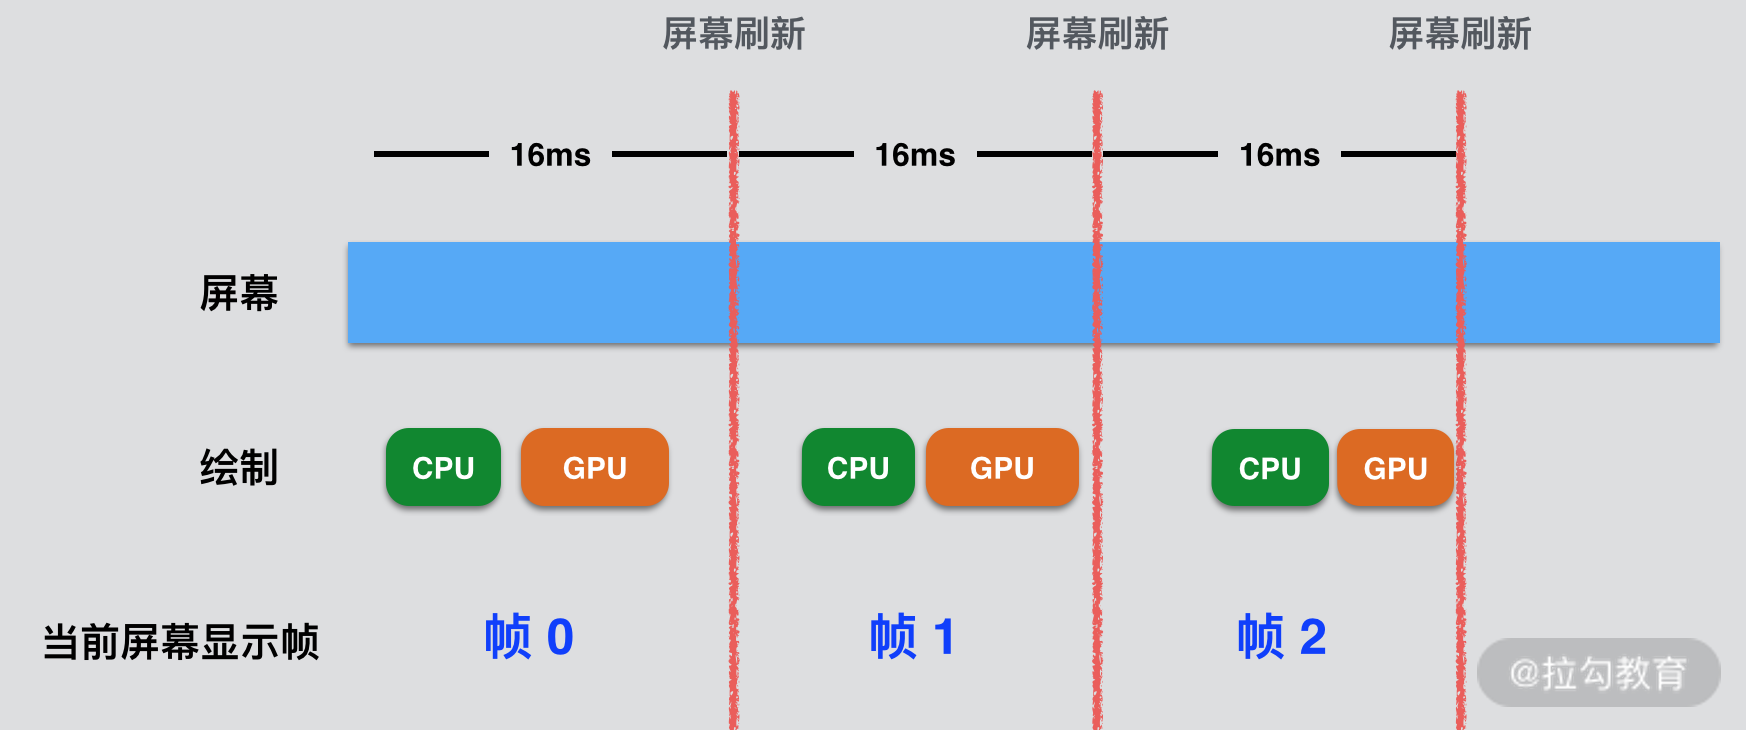 屏幕刷新 屏幕刷新 屏幕刷新
16ms 16ms 16ms
屏幕
绘制 CPU GPU CPU GPU CPU GPU
当前屏幕显示帧 帧 0 帧 1 帧 2
@拉勾教育